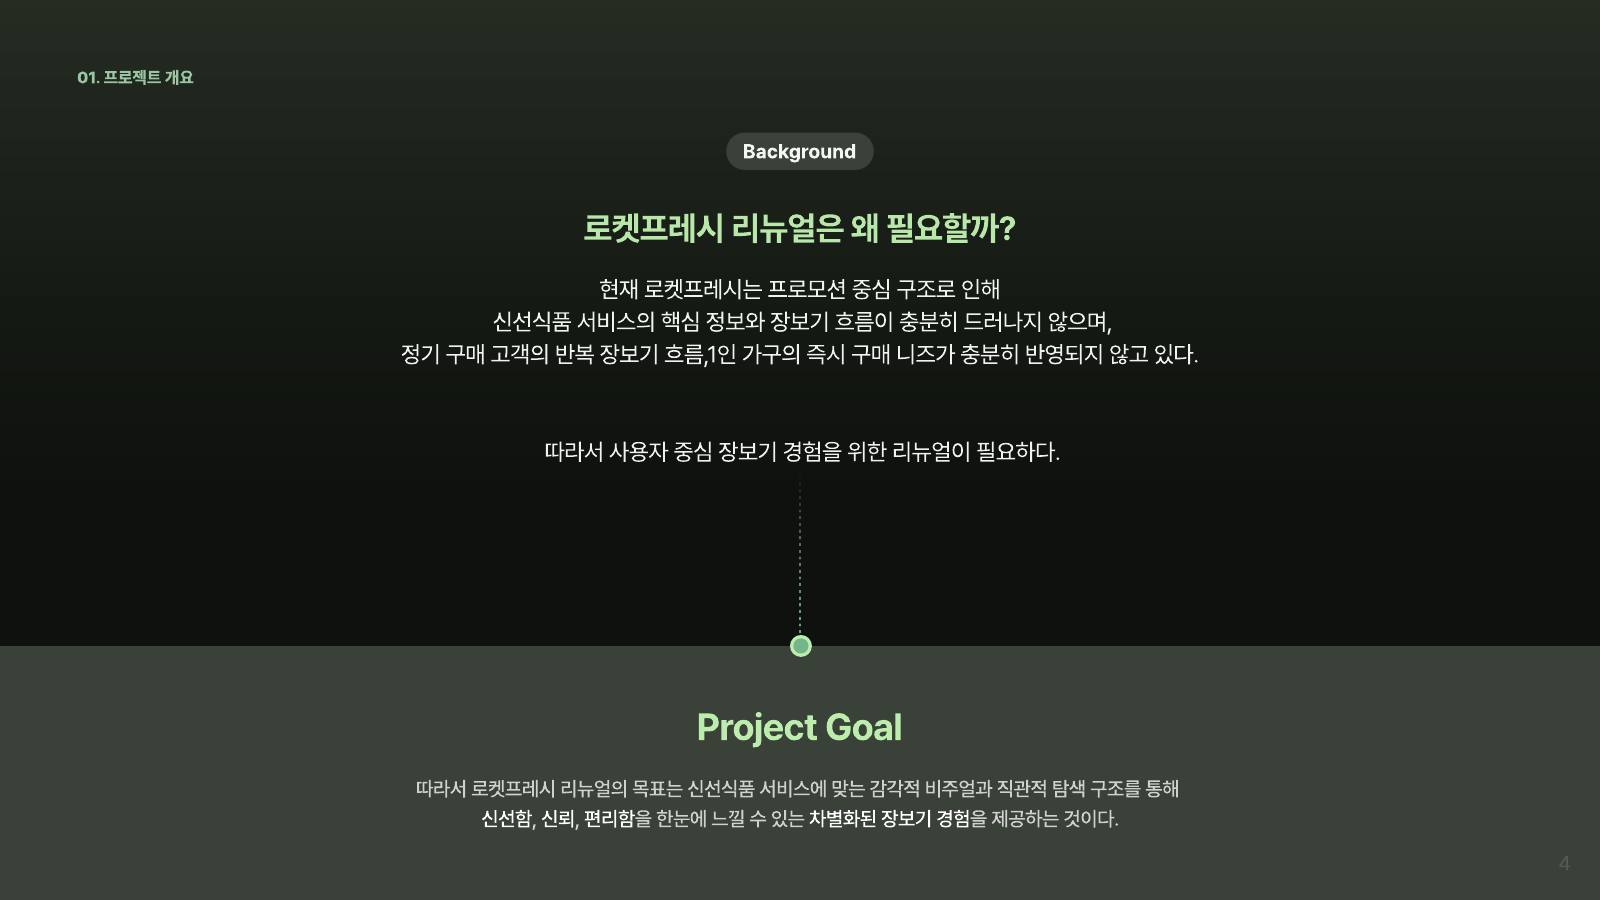 01. 프로젝트 개요
Background
로켓프레시 리뉴얼은 왜 필요할까?
현재 로켓프레시는 프로모션 중심 구조로 인해
신선식품 서비스의 핵심 정보와 장보기 흐름이 충분히 드러나지 않으며,
정기 구매 고객의 반복 장보기 흐름,1인 가구의 즉시 구매 니즈가 충분히 반영되지 않고 있다.
따라서 사용자 중심 장보기 경험을 위한 리뉴얼이 필요하다.
Project Goal
따라서 로켓프레시 리뉴얼의 목표는 신선식품 서비스에 맞는 감각적 비주얼과 직관적 탐색 구조를 통해
신선함, 신뢰, 편리함을 한눈에 느낄 수 있는 차별화된 장보기 경험을 제공하는 것이다.
4